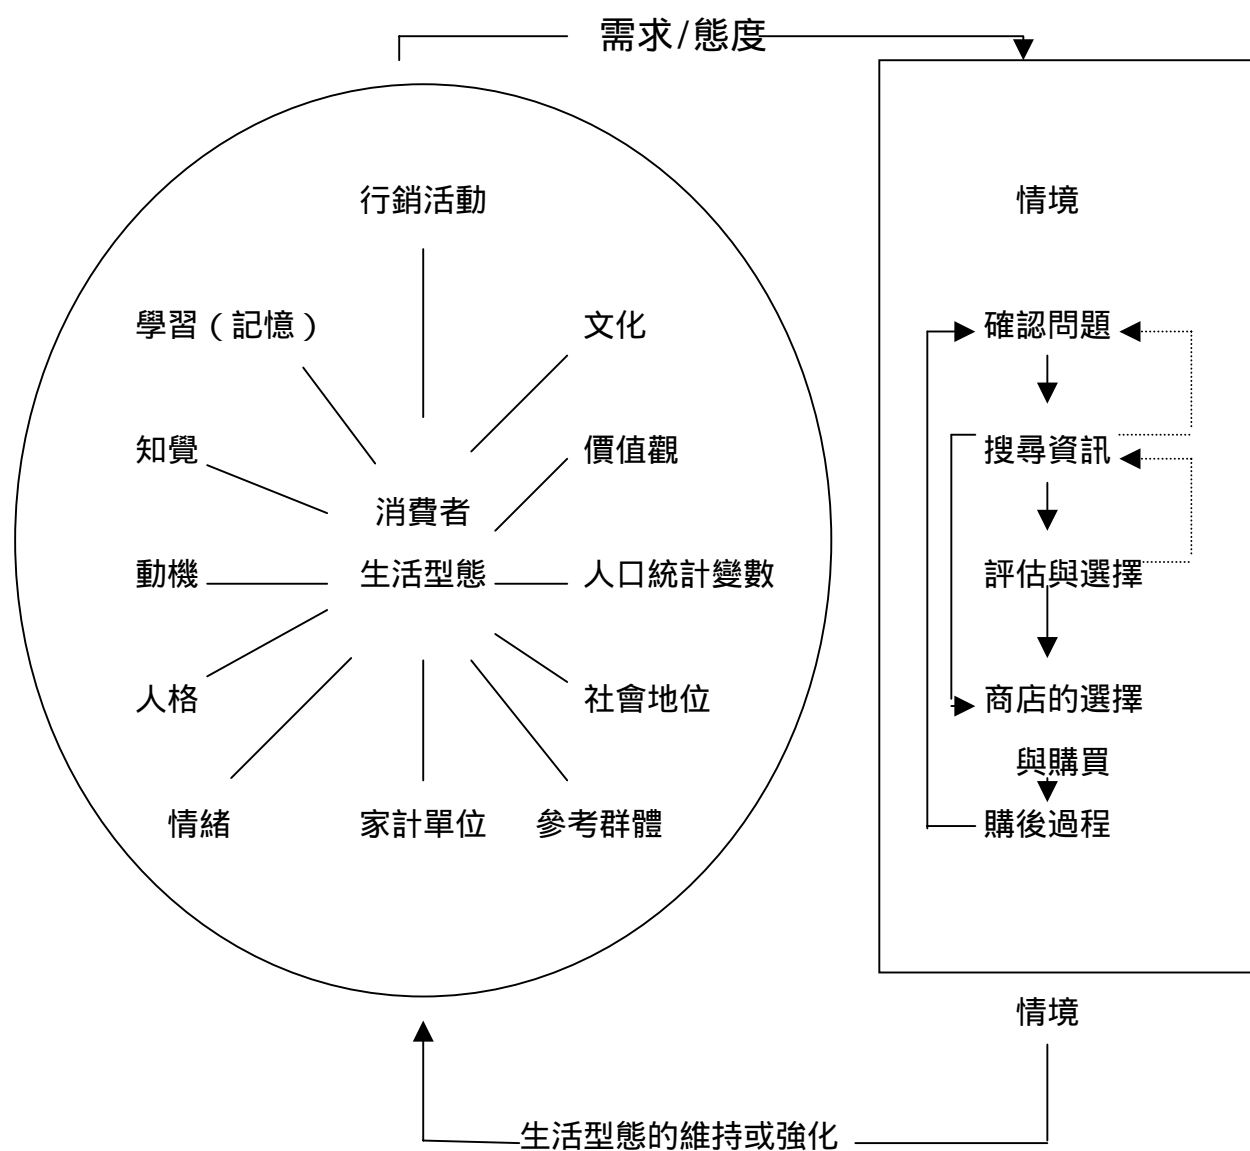 需求/態度
行銷活動
學習（記憶）
文化
知覺
價值觀
消費者
生活型態
動機
人口統計變數
人格
社會地位
情緒
家計單位
參考群體
情境
確認問題
搜尋資訊
評估與選擇
商店的選擇
與購買
購後過程
情境
生活型態的維持或強化